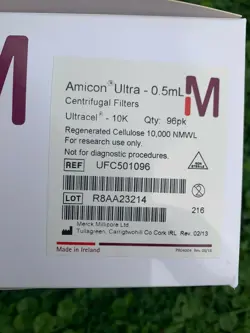 Amicon® Ultra - 0.5mL
Centrifugal Filters
Ultracel® - 10K Qty: 96pk
Regenerated Cellulose 10,000 NMWL
For research use only.
Not for diagnostic procedures.
REF UFC501096
LOT R8AA23214
216
Merck Millipore Ltd
Tullagreen, Carrigtwohill Co Cork IRL Rev. 02/13
Made in Ireland